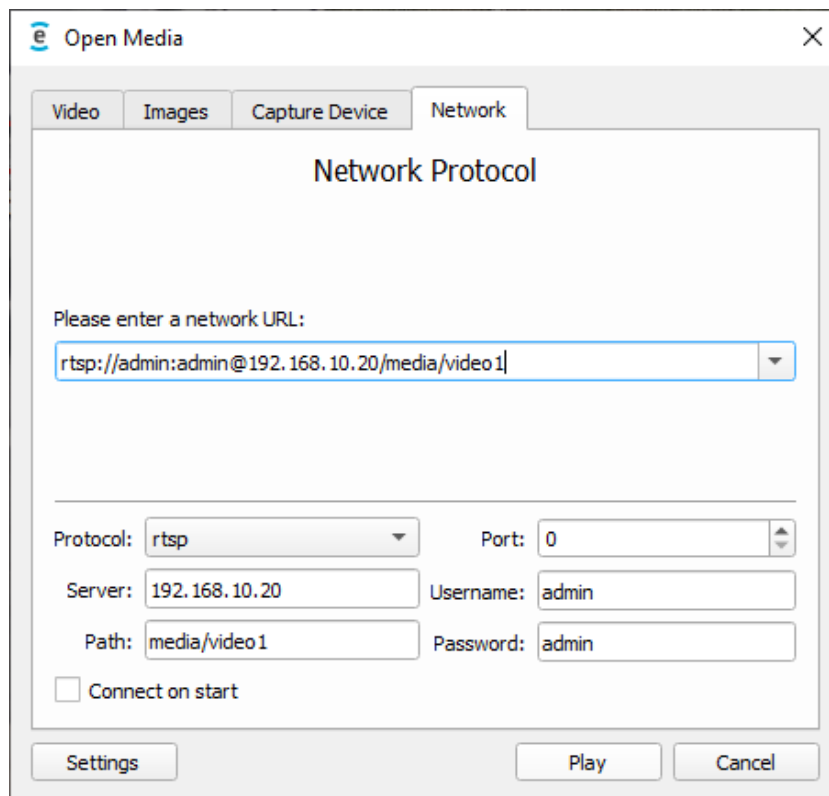 e Open Media
Video Images Capture Device Network
Network Protocol
Please enter a network URL:
rtsp://admin:admin@192.168.10.20/media/video1
Protocol: rtsp Port: 0
Server: 192.168.10.20 Username: admin
Path: media/video1 Password: admin
Connect on start
Settings Play Cancel